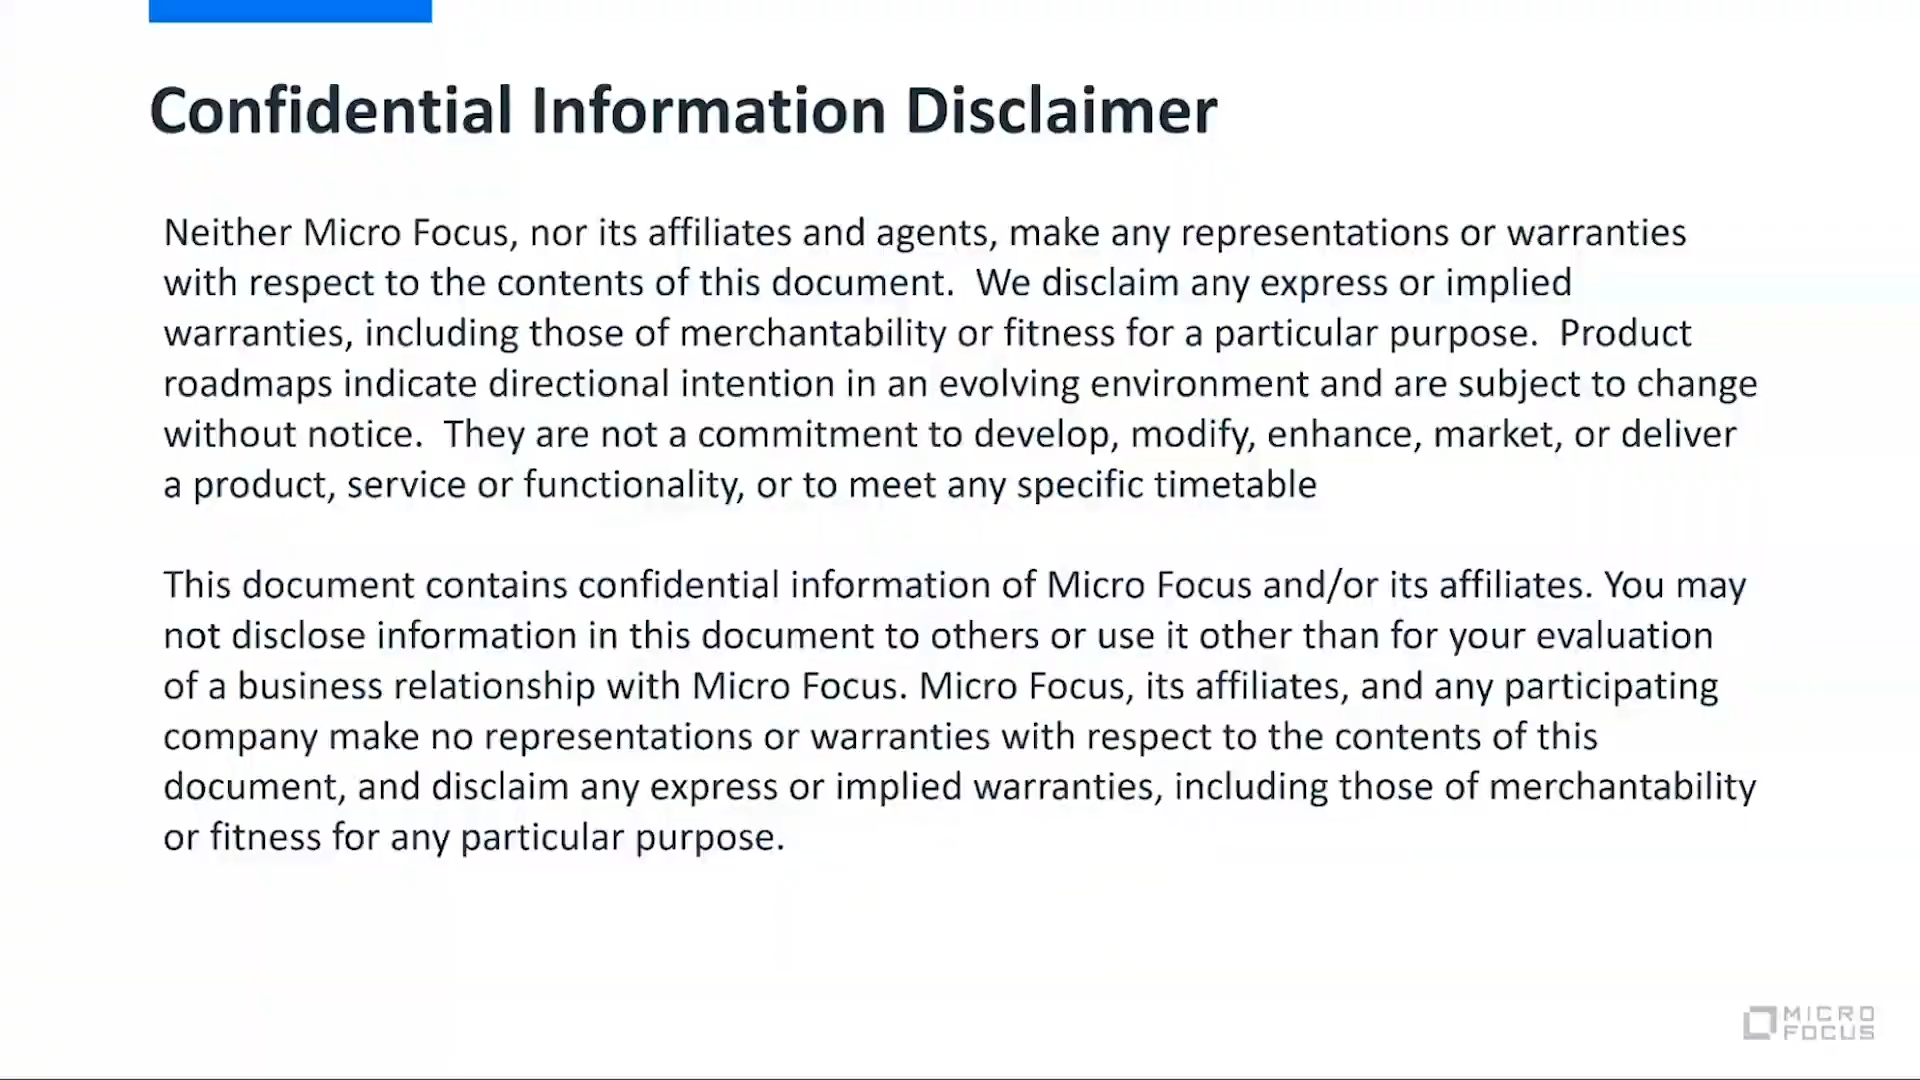 Confidential Information Disclaimer
Neither Micro Focus, nor its affiliates and agents, make any representations or warranties
with respect to the contents of this document.  We disclaim any express or implied
warranties, including those of merchantability or fitness for a particular purpose.  Product
roadmaps indicate directional intention in an evolving environment and are subject to change
without notice.  They are not a commitment to develop, modify, enhance, market, or deliver
a product, service or functionality, or to meet any specific timetable
This document contains confidential information of Micro Focus and/or its affiliates. You may
not disclose information in this document to others or use it other than for your evaluation
of a business relationship with Micro Focus. Micro Focus, its affiliates, and any participating
company make no representations or warranties with respect to the contents of this
document, and disclaim any express or implied warranties, including those of merchantability
or fitness for any particular purpose.
MICRO
FOCUS